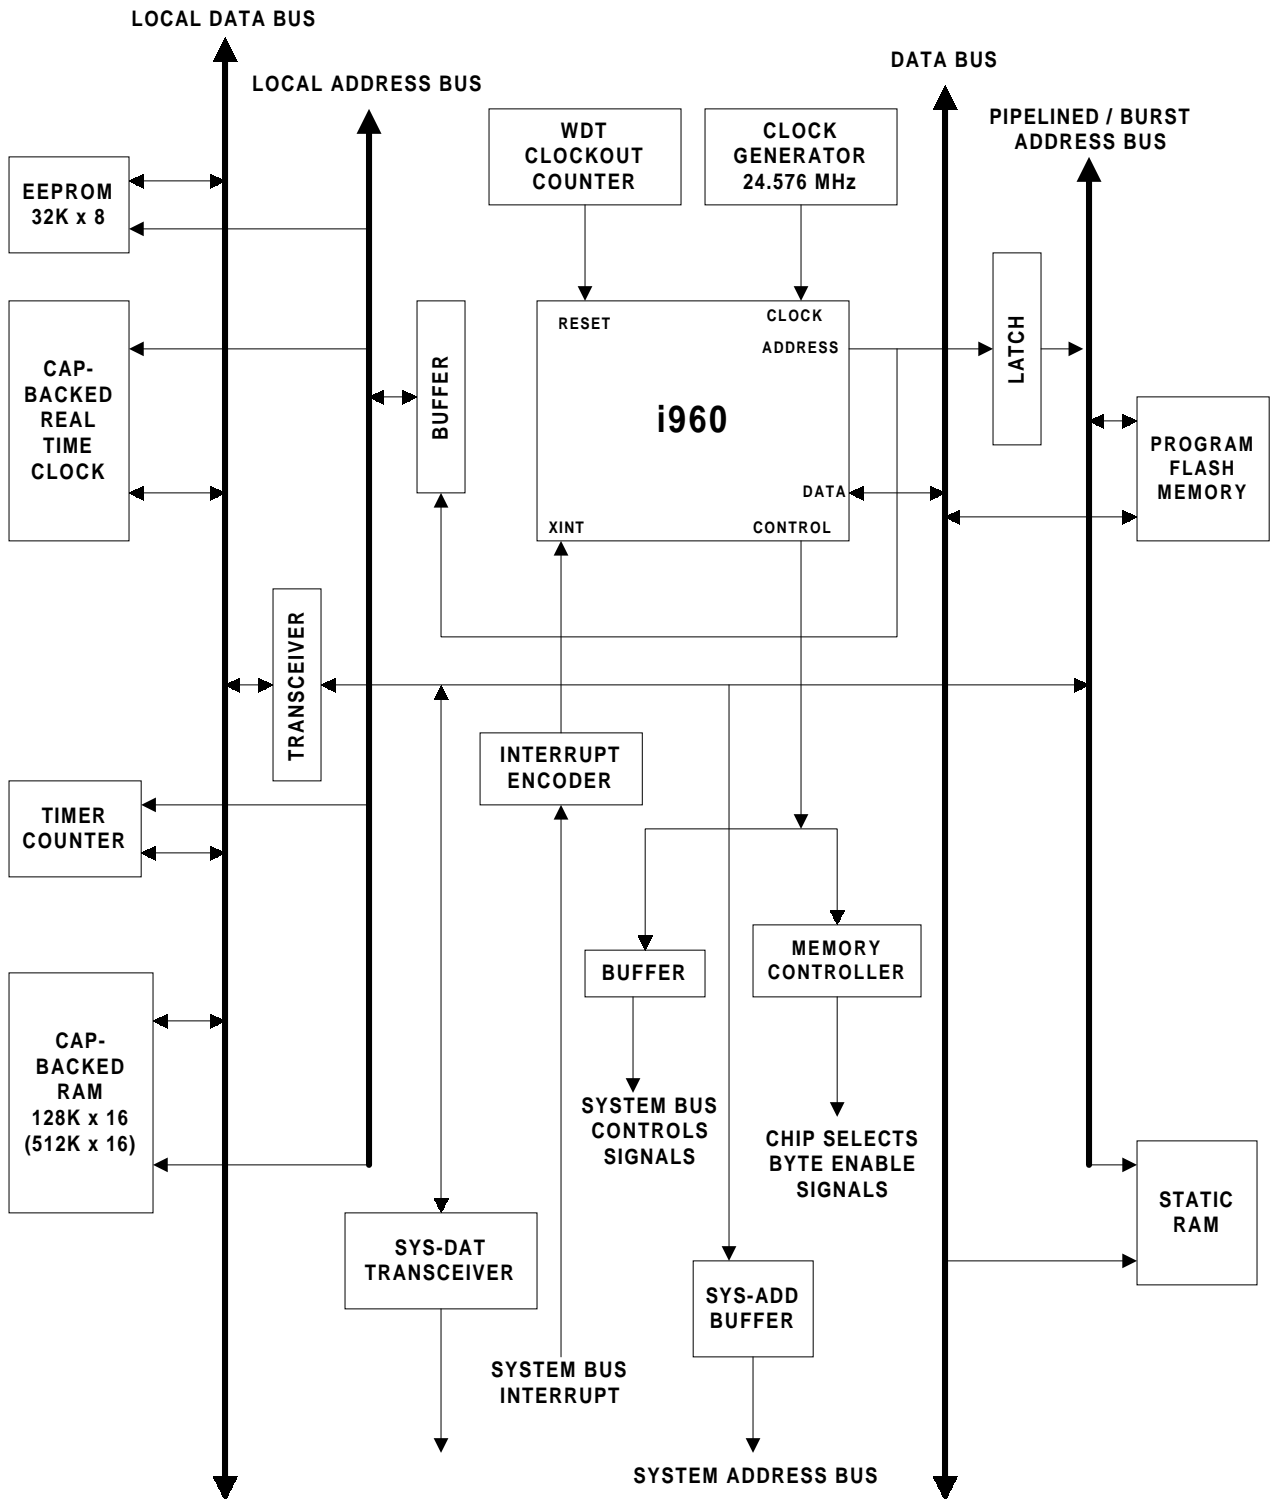 LOCAL DATA BUS
LOCAL ADDRESS BUS
DATA BUS
PIPELINED / BURST
ADDRESS BUS
WDT
CLOCKOUT
COUNTER
CLOCK
GENERATOR
24.576 MHz
EEPROM
32K x 8
CAP-
BACKED
REAL
TIME
CLOCK
BUFFER
RESET
CLOCK
ADDRESS
i960
DATA
XINT
CONTROL
LATCH
PROGRAM
FLASH
MEMORY
TRANSCEIVER
INTERRUPT
ENCODER
TIMER
COUNTER
BUFFER
MEMORY
CONTROLLER
CAP-
BACKED
RAM
128K x 16
(512K x 16)
SYSTEM BUS
CONTROLS
SIGNALS
CHIP SELECTS
BYTE ENABLE
SIGNALS
STATIC
RAM
SYS-DAT
TRANSCEIVER
SYS-ADD
BUFFER
SYSTEM BUS
INTERRUPT
SYSTEM ADDRESS BUS